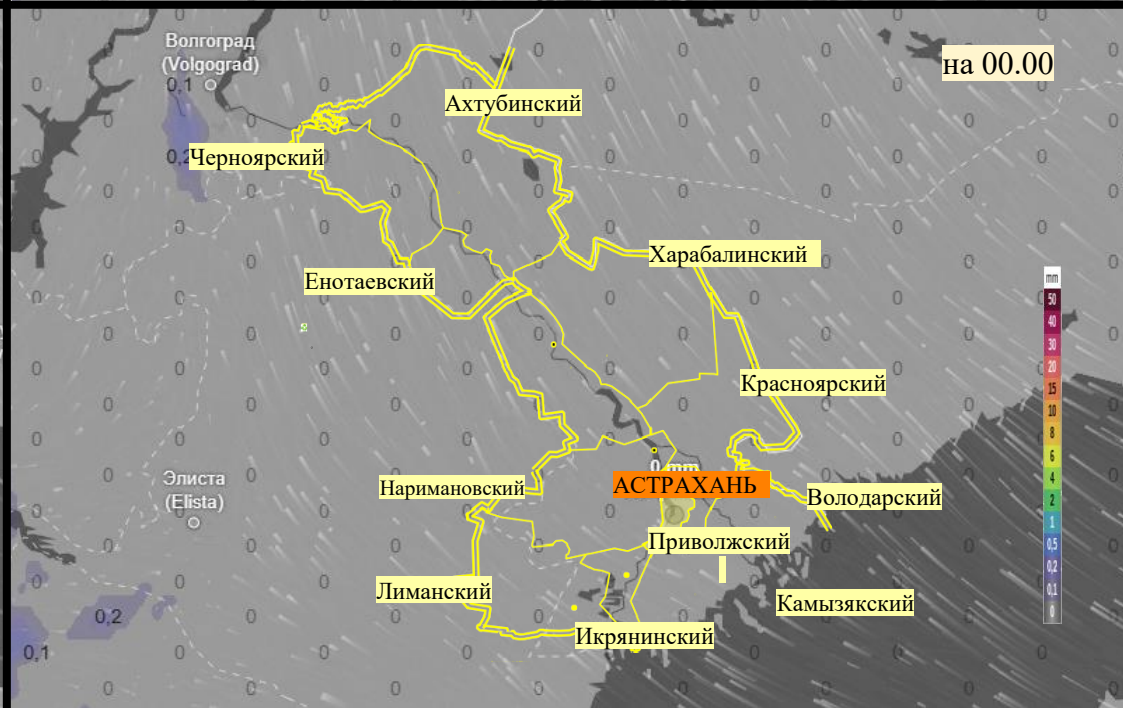 Волгоград
(Volgograd)
на 00.00
0,1
Ахтубинский
0,2
Черноярский
Харабалинский
Енотаевский
mm
50
40
30
20
15
10
8
6
4
2
1
0,5
0,2
0,1
0
Красноярский
0 mm
Элиста
(Elista)
Наримановский
АСТРАХАНЬ
Володарский
Приволжский
Лиманский
Камызякский
0,2
Икрянинский
0,1